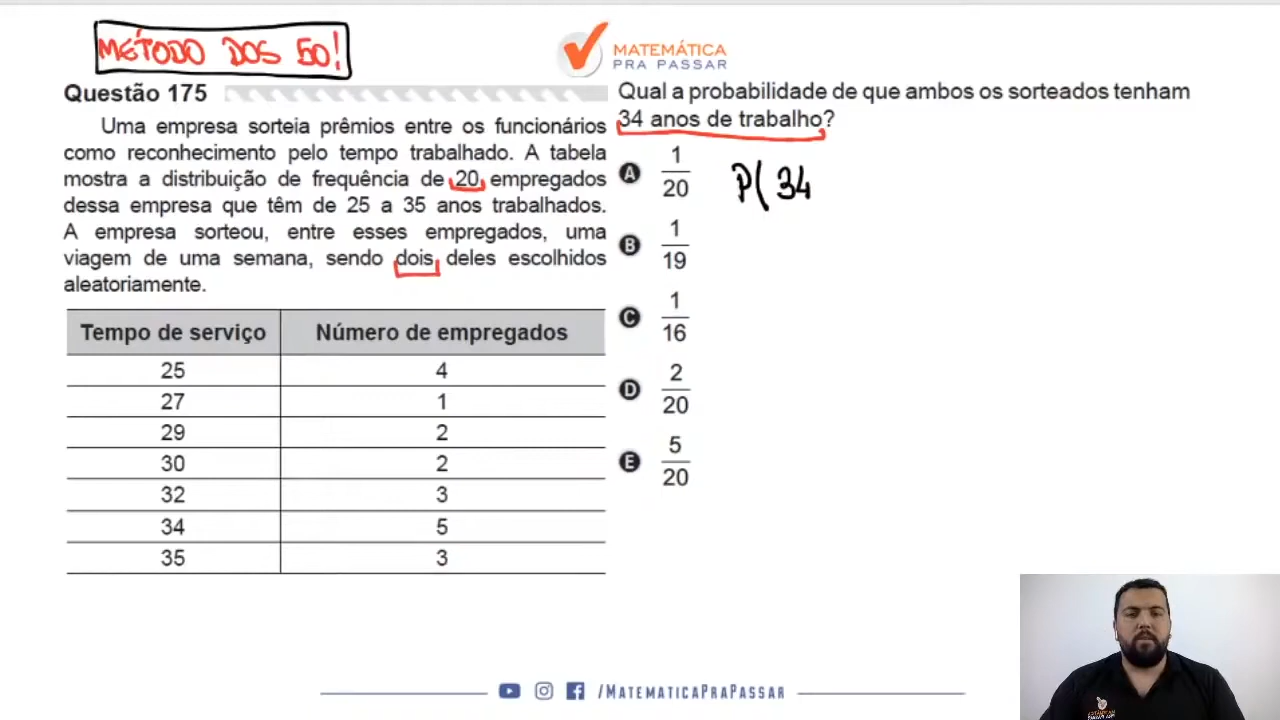 MÉTODO DOS 50!
MATEMÁTICA
PRA PASSAR
Questão 175
Uma empresa sorteia prêmios entre os funcionários
como reconhecimento pelo tempo trabalhado. A tabela
mostra a distribuição de frequência de 20 empregados
dessa empresa que têm de 25 a 35 anos trabalhados.
A empresa sorteou, entre esses empregados, uma
viagem de uma semana, sendo dois deles escolhidos
aleatoriamente.
Tempo de serviço Número de empregados
25 4
27 1
29 2
30 2
32 3
34 5
35 3
Qual a probabilidade de que ambos os sorteados tenham
34 anos de trabalho?
A 1/20
B 1/19
C 1/16
D 2/20
E 5/20
P(34
/MATEMATICAPRAPASSAR